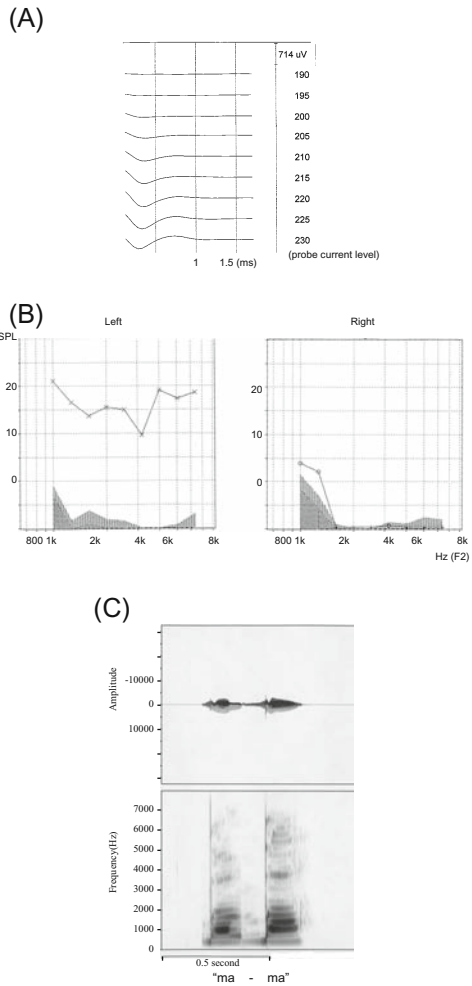 (A)
714 uV
190
195
200
205
210
215
220
225
230
(probe current level)
1 1.5 (ms)
(B)
Left Right
SPL
20 20
10 10
0 0
800 1k 2k 4k 8k 800 1k 2k 4k 8k
Hz (F2)
(C)
Amplitude
-10000
0
10000
Frequency(Hz)
7000
6000
5000
4000
3000
2000
1000
0
0.5 second
"ma - ma"